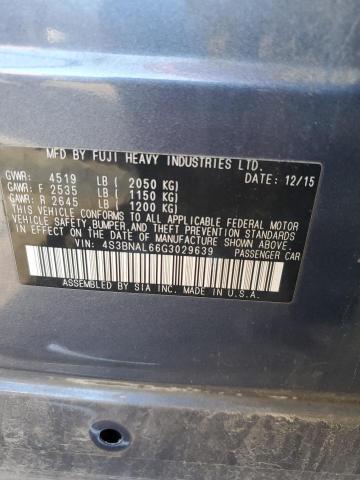 MFD BY FUJI HEAVY INDUSTRIES LTD.
GVWR: 4519 LB ( 2050 KG) DATE: 12/15
GAWR: F 2535 LB ( 1150 KG)
GAWR: R 2645 LB ( 1200 KG)
THIS VEHICLE CONFORMS TO ALL APPLICABLE FEDERAL MOTOR
VEHICLE SAFETY, BUMPER, AND THEFT PREVENTION STANDARDS
IN EFFECT ON THE DATE OF MANUFACTURE SHOWN ABOVE.
VIN: 4S3BNAL66G3029639 PASSENGER CAR
ASSEMBLED BY SIA INC. MADE IN U.S.A.